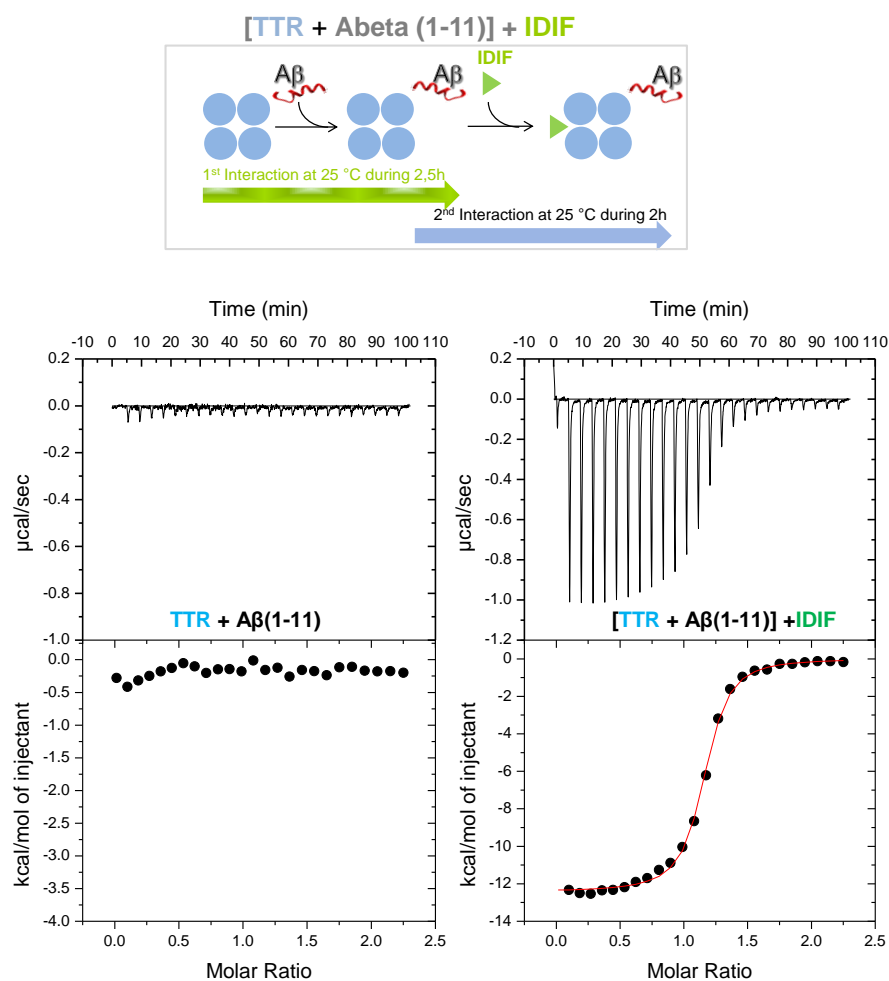 [TTR + Abeta (1-11)] + IDIF
Aβ
Aβ
IDIF
Aβ
1st Interaction at 25 °C during 2,5h
2nd Interaction at 25 °C during 2h
Time (min)
-10 0 10 20 30 40 50 60 70 80 90 100 110
0.2
0.0
-0.2
-0.4
-0.6
-0.8
-1.0
µcal/sec
TTR + Aβ(1-11)
0.0
-0.5
-1.0
-1.5
-2.0
-2.5
-3.0
-3.5
-4.0
kcal/mol of injectant
0.0 0.5 1.0 1.5 2.0 2.5
Molar Ratio
Time (min)
-10 0 10 20 30 40 50 60 70 80 90 100 110
0.2
0.0
-0.2
-0.4
-0.6
-0.8
-1.0
-1.2
µcal/sec
[TTR + Aβ(1-11)] +IDIF
0
-2
-4
-6
-8
-10
-12
-14
kcal/mol of injectant
0.0 0.5 1.0 1.5 2.0 2.5
Molar Ratio